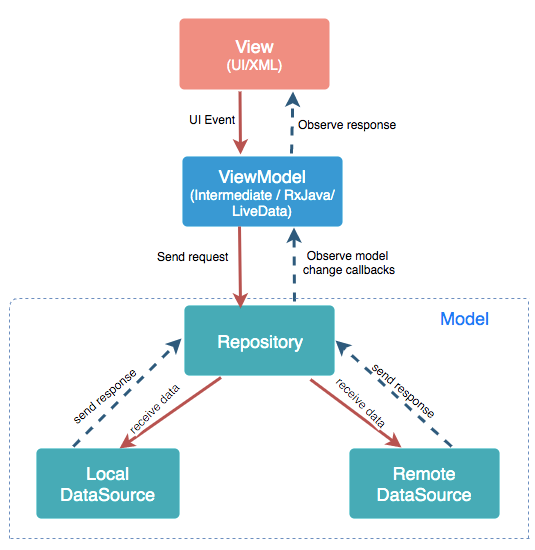 View
(UI/XML)
UI Event
Observe response
ViewModel
(Intermediate / RxJava/
LiveData)
Send request
Observe model
change callbacks
Model
Repository
send response
receive data
receive data
send response
Local
DataSource
Remote
DataSource